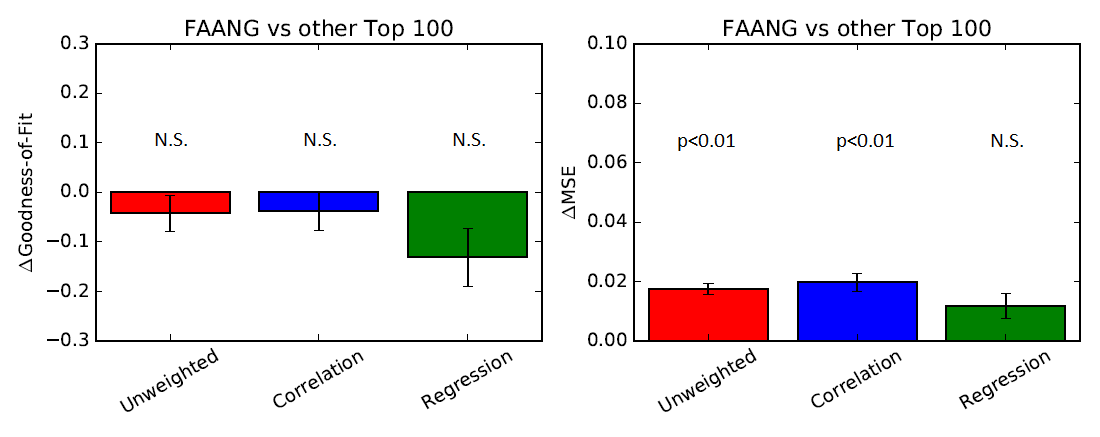 FAANG vs other Top 100
0.3
0.2
0.1
0.0
−0.1
−0.2
−0.3
ΔGoodness-of-Fit
N.S.
N.S.
N.S.
Unweighted
Correlation
Regression
FAANG vs other Top 100
0.10
0.08
0.06
0.04
0.02
0.00
ΔMSE
p<0.01
p<0.01
N.S.
Unweighted
Correlation
Regression